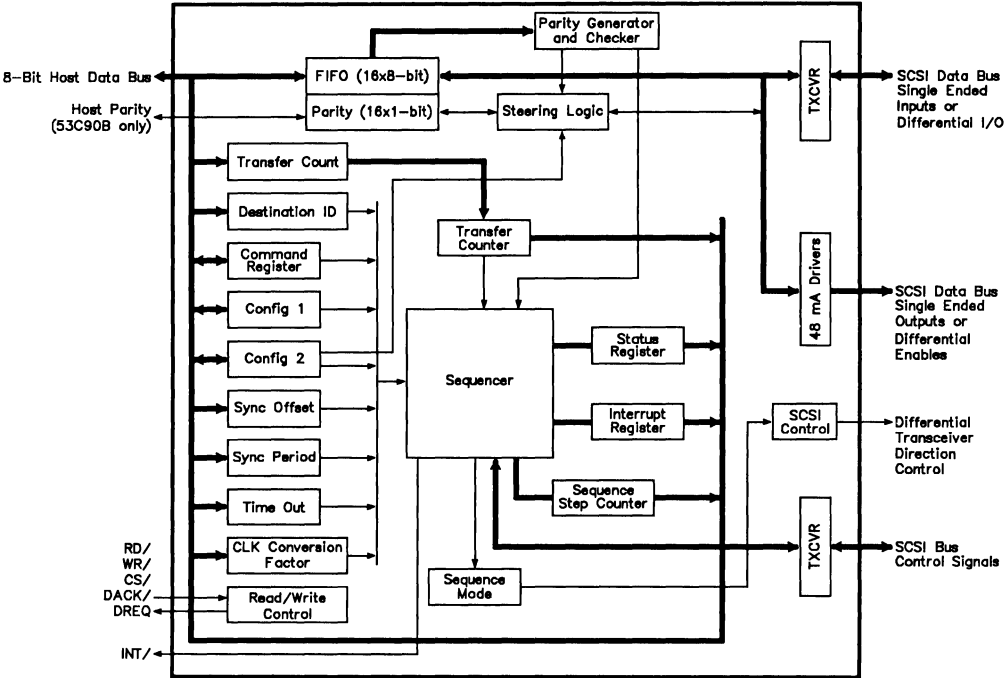 Parity Generator
and Checker
8-Bit Host Data Bus
FIFO (16x8-bit)
TXCVR
SCSI Data Bus
Single Ended
Inputs or
Differential I/O
Host Parity
(53C90B only)
Parity (16x1-bit)
Steering Logic
Transfer Count
Destination ID
Transfer
Counter
Command
Register
Config 1
48 mA Drivers
SCSI Data Bus
Single Ended
Outputs or
Differential
Enables
Config 2
Sequencer
Status
Register
Sync Offset
Interrupt
Register
SCSI
Control
Differential
Transceiver
Direction
Control
Sync Period
Time Out
Sequence
Step Counter
CLK Conversion
Factor
TXCVR
SCSI Bus
Control Signals
RD/
WR/
CS/
DACK/
DREQ
Read/Write
Control
Sequence
Mode
INT/